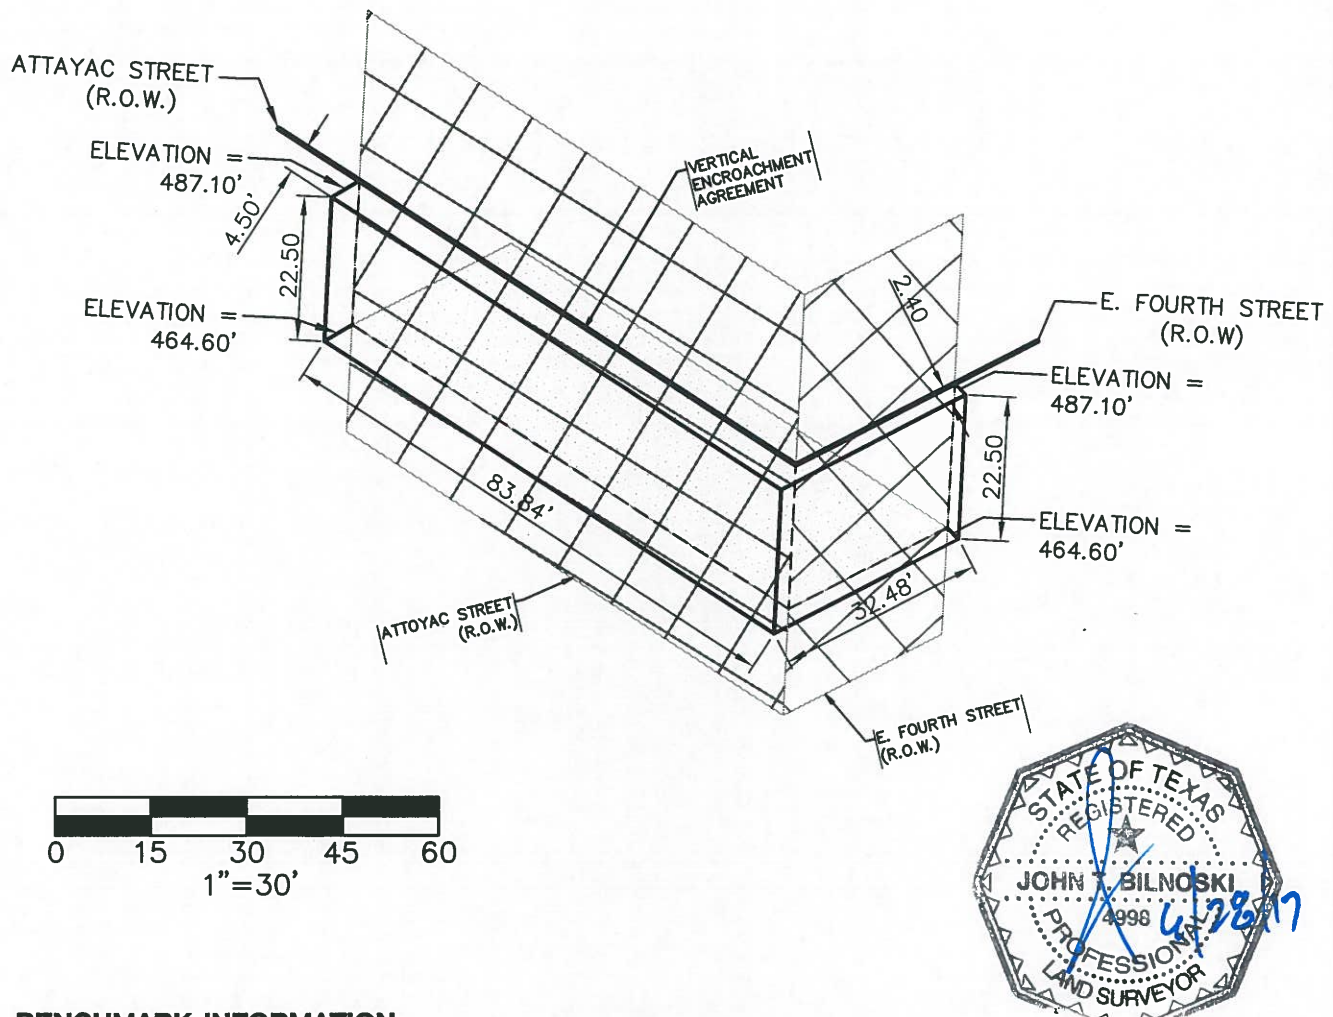 ATTAYAC STREET
(R.O.W.)
ELEVATION =
487.10'
4.50'
22.50
ELEVATION =
464.60'
VERTICAL
ENCROACHMENT
AGREEMENT
2.40
E. FOURTH STREET
(R.O.W)
ELEVATION =
487.10'
22.50
ELEVATION =
464.60'
83.84'
32.48'
ATTOYAC STREET
(R.O.W.)
E. FOURTH STREET
(R.O.W.)
0 15 30 45 60
1"=30'
STATE OF TEXAS
REGISTERED
JOHN T. BILNOSKI
4998
PROFESSIONAL
LAND SURVEYOR
BENCHMARK INFORMATION